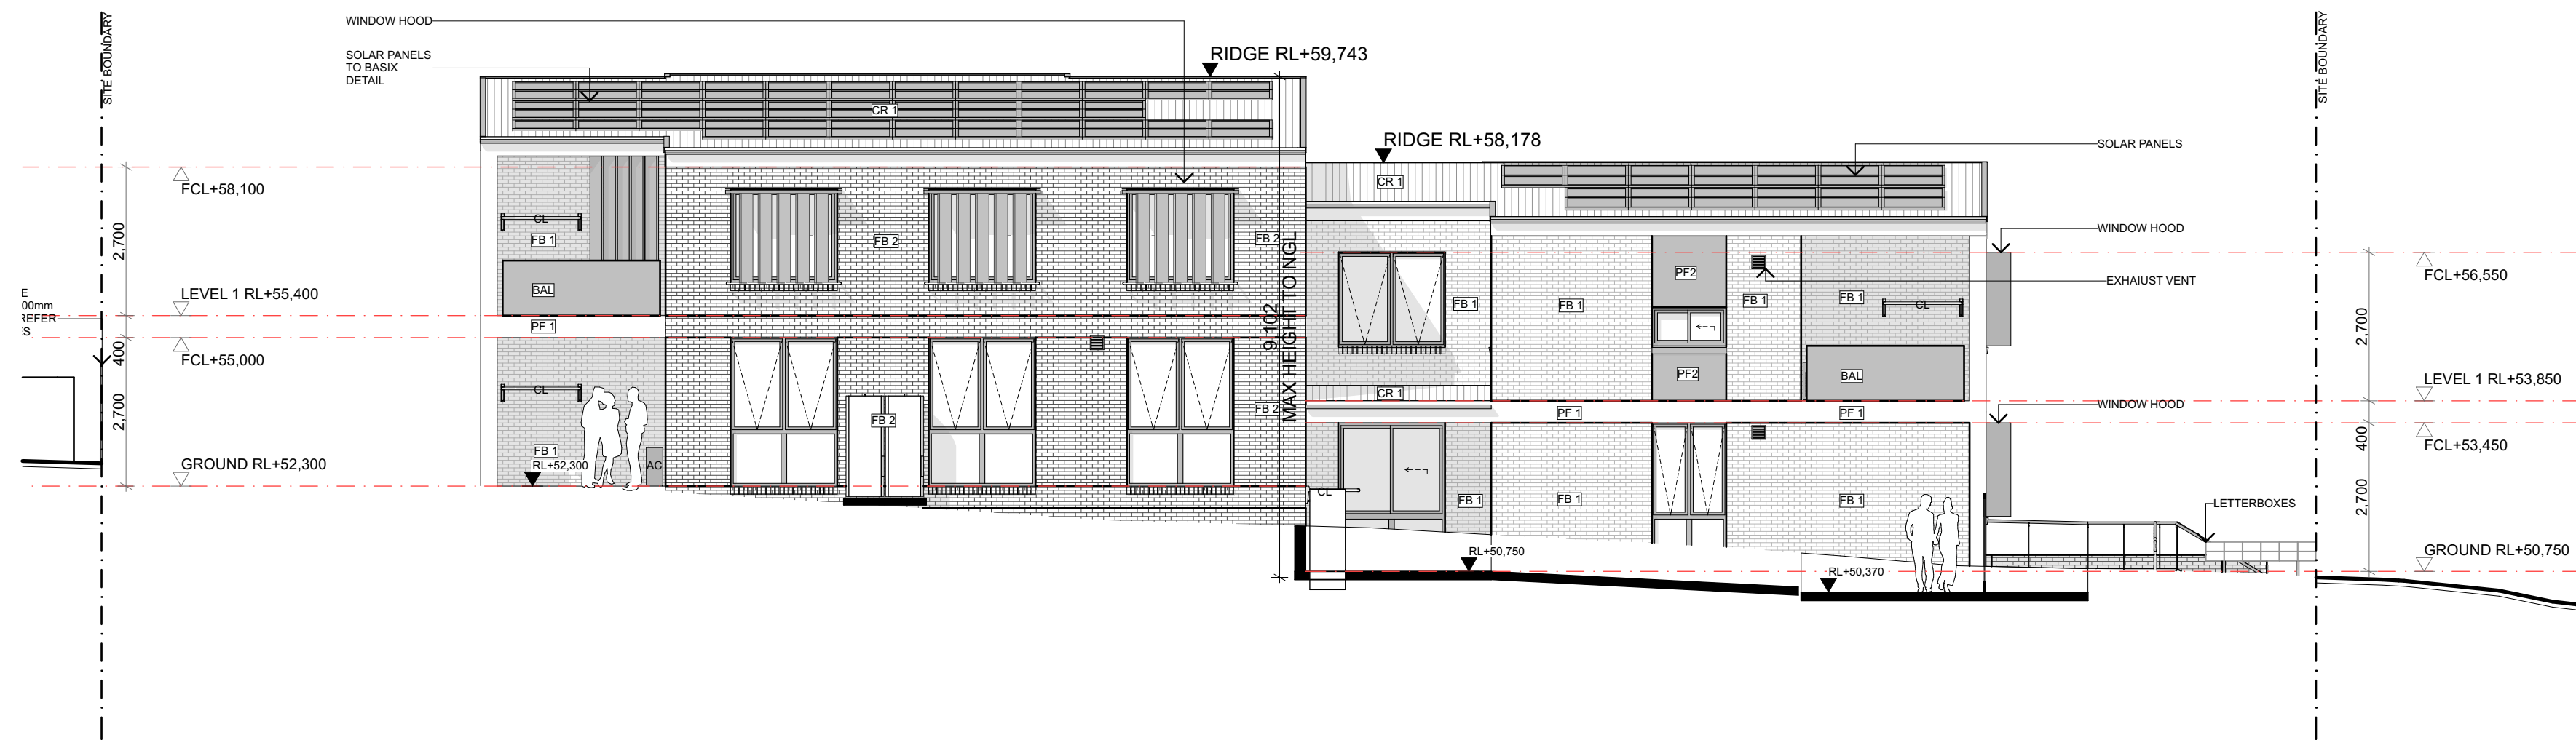 SITE BOUNDARY
WINDOW HOOD
SOLAR PANELS
TO BASIX
DETAIL
RIDGE RL+59,743
CR 1
RIDGE RL+58,178
CR 1
SOLAR PANELS
SITE BOUNDARY
FCL+58,100
2,700
CL
FB 1
BAL
FB 2
FB 2
9,102
MAX HEIGHT TO NGL
FB 1
FB 1
PF2
FB 1
FB 1
CL
WINDOW HOOD
EXHAIUST VENT
FCL+56,550
2,700
E
00mm
REFER
S
LEVEL 1 RL+55,400
PF 1
400
FCL+55,000
CL
2,700
FB 2
FB 2
CR 1
PF2
BAL
PF 1
PF 1
LEVEL 1 RL+53,850
WINDOW HOOD
400
FCL+53,450
GROUND RL+52,300
FB 1
RL+52,300
AC
CL
FB 1
FB 1
FB 1
LETTERBOXES
2,700
RL+50,750
RL+50,370
GROUND RL+50,750